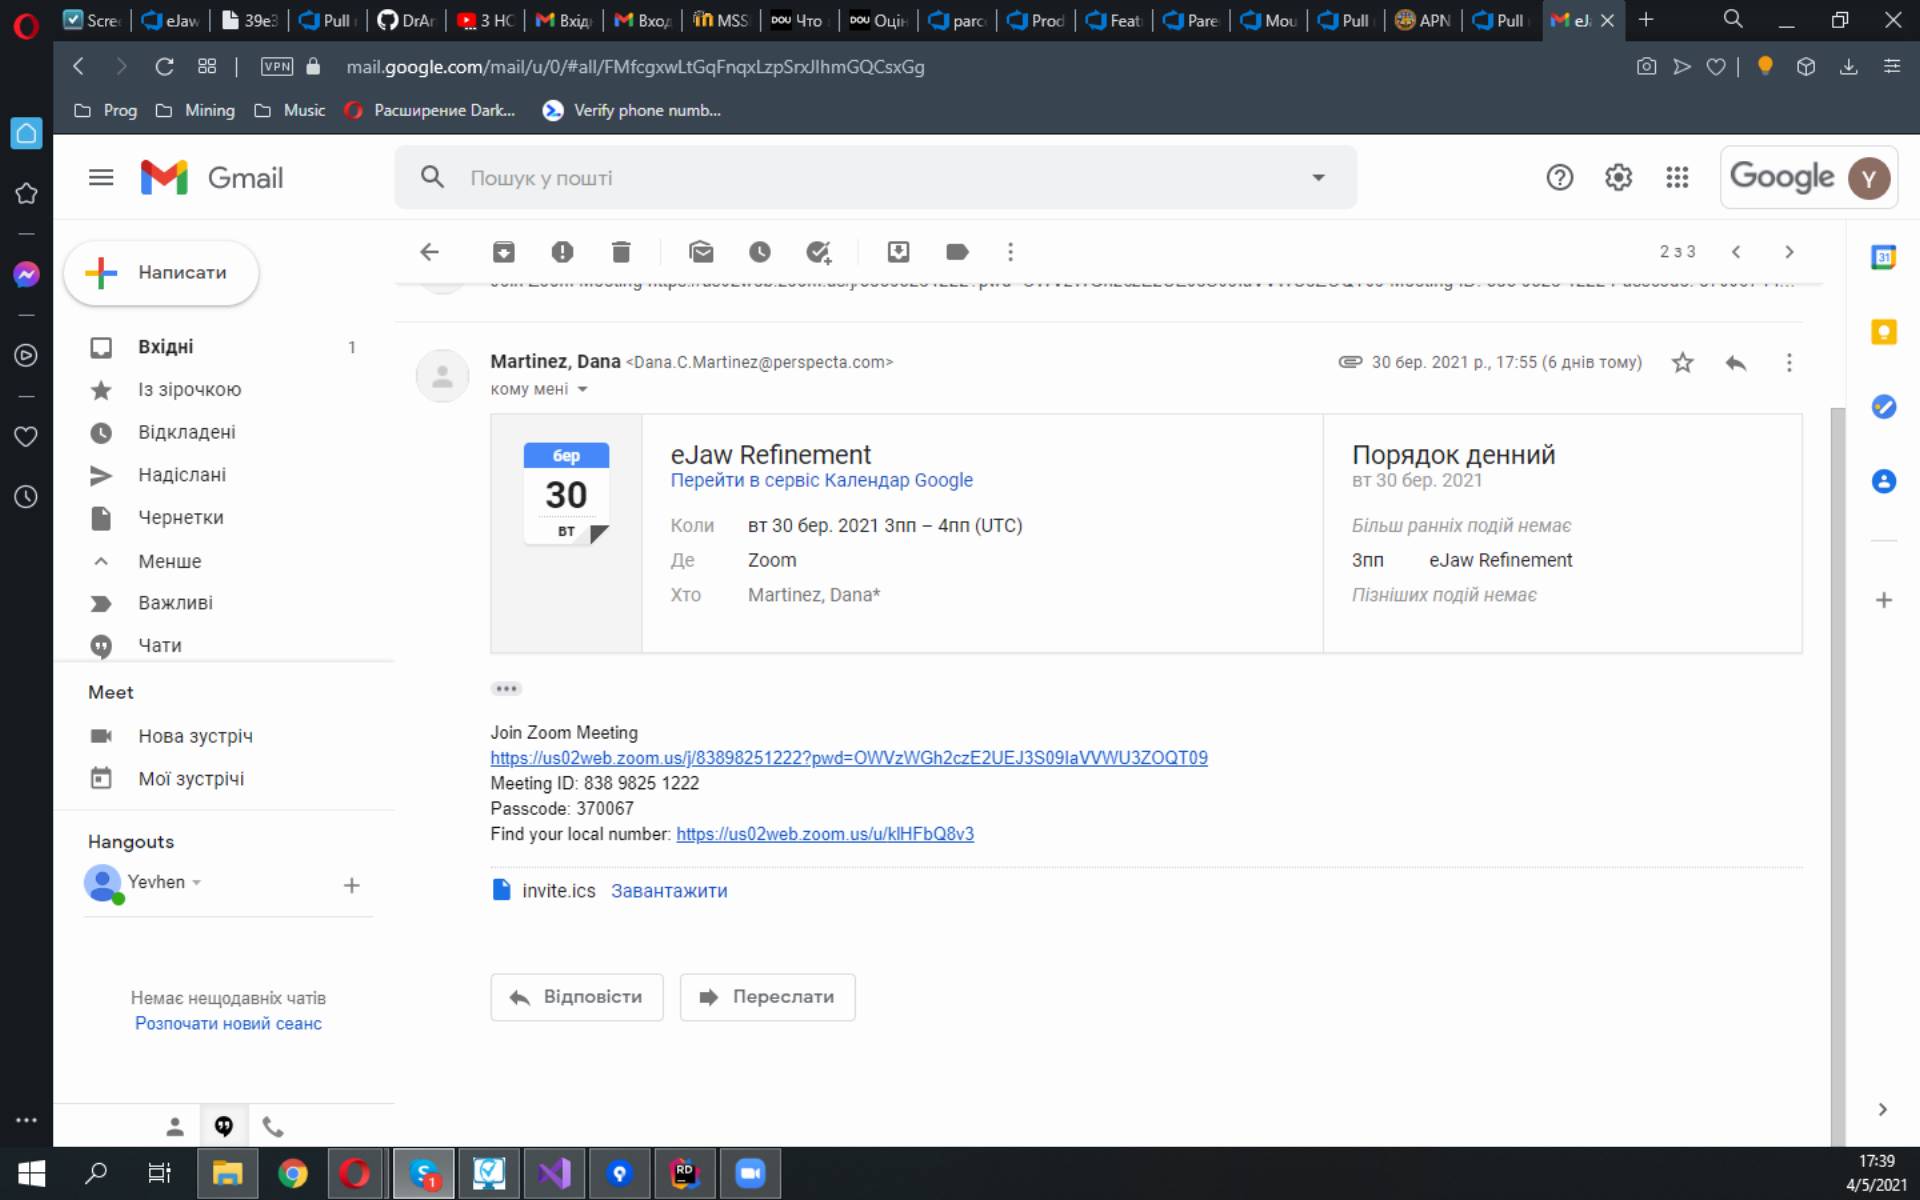 Scre
eJaw
39e3
Pull
DrAr
3 НС
Вхід
Вход
MSS
DOU Что
DOU Оцін
parc
Prod
Feat
Pare
Mou
Pull
APN
Pull
eJ
VPN
mail.google.com/mail/u/0/#all/FMfcgxwLtGqFnqxLzpSrxJlhmGQCsxGg
Prog
Mining
Music
Расширение Dark...
Verify phone numb...
Gmail
Пошук у пошті
Google
Y
Написати
2 з 3
31
Вхідні 1
Із зірочкою
Відкладені
Надіслані
Чернетки
Менше
Важливі
Чати
Meet
Нова зустріч
Мої зустрічі
Hangouts
Yevhen
Немає нещодавніх чатів
Розпочати новий сеанс
Martinez, Dana <Dana.C.Martinez@perspecta.com>
30 бер. 2021 р., 17:55 (6 днів тому)
кому мені
бер
30
вт
eJaw Refinement
Перейти в сервіс Календар Google
Коли вт 30 бер. 2021 3пп – 4пп (UTC)
Де Zoom
Хто Martinez, Dana*
Порядок денний
вт 30 бер. 2021
Більш ранніх подій немає
3пп eJaw Refinement
Пізніших подій немає
Join Zoom Meeting
https://us02web.zoom.us/j/83898251222?pwd=OWVzWGh2czE2UEJ3S09IaVVWU3ZOQT09
Meeting ID: 838 9825 1222
Passcode: 370067
Find your local number: https://us02web.zoom.us/u/klHFbQ8v3
invite.ics Завантажити
Відповісти
Переслати
1
RD
17:39
4/5/2021